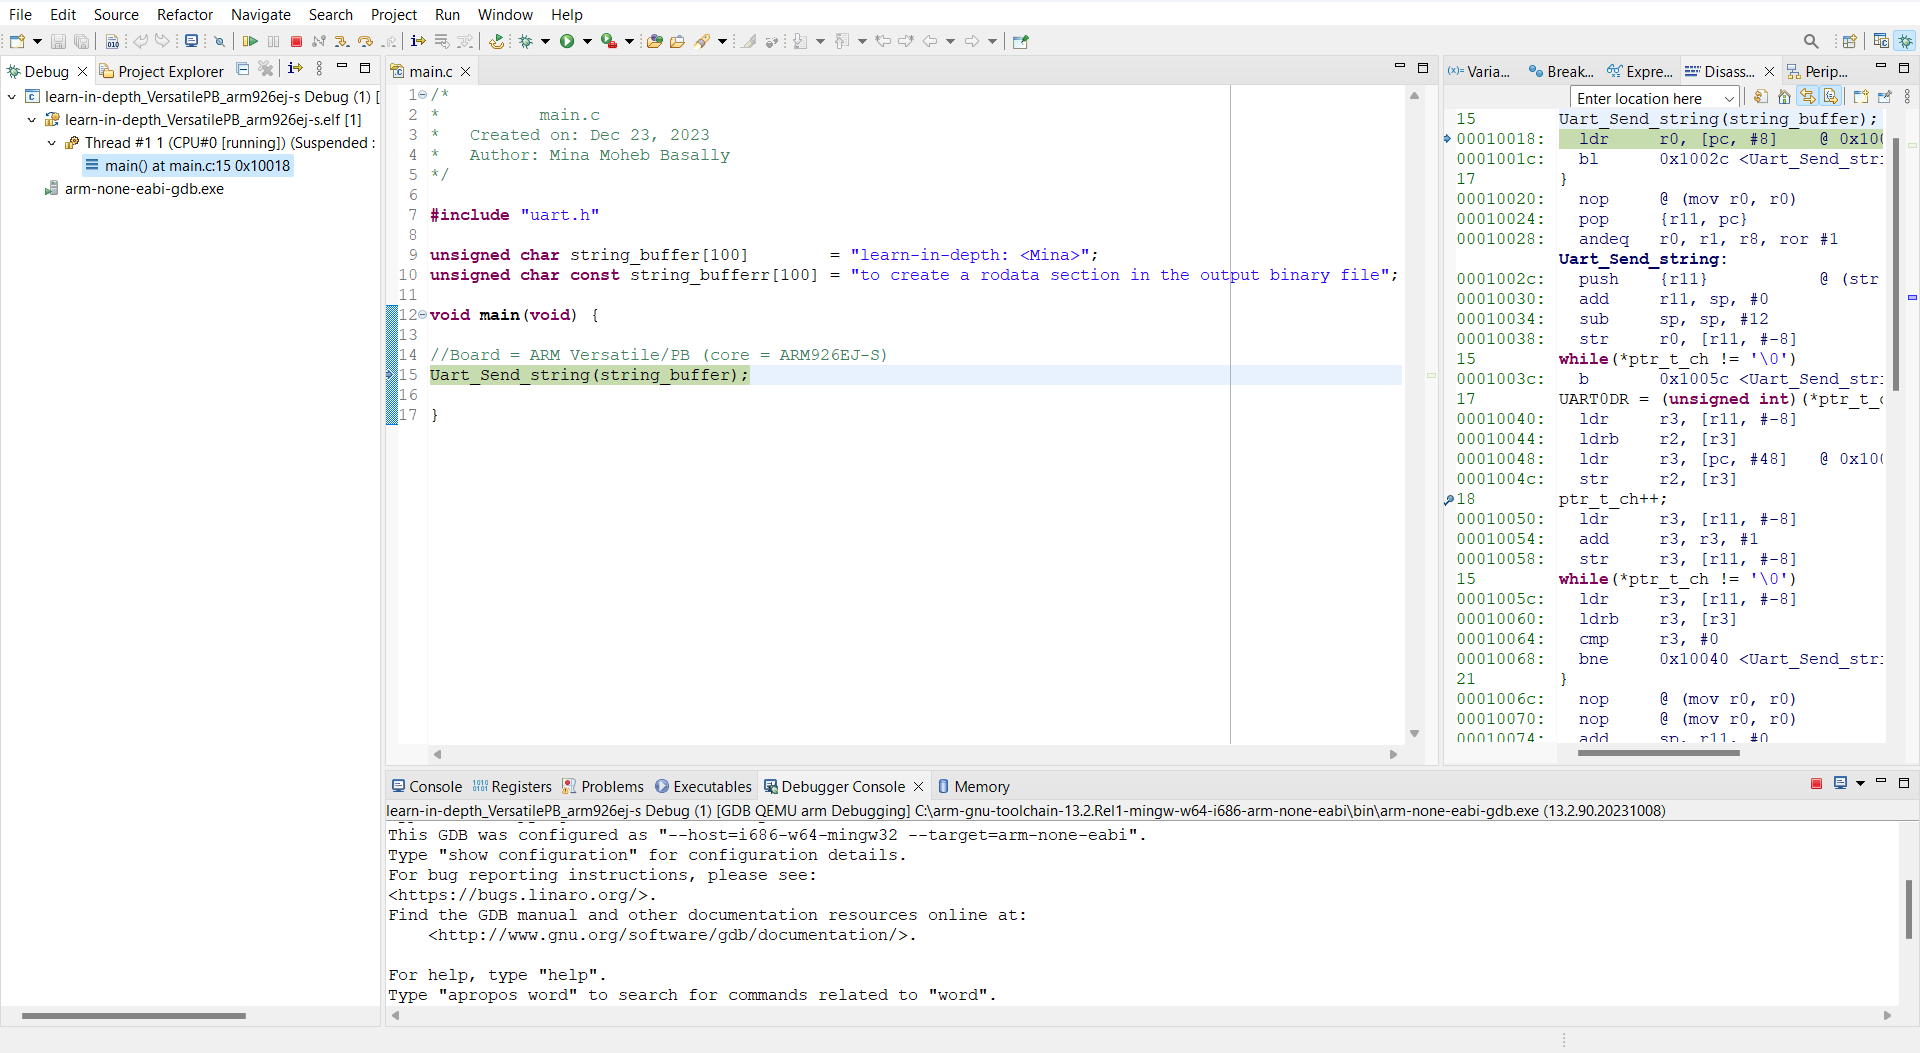 File Edit Source Refactor Navigate Search Project Run Window Help
Debug Project Explorer
learn-in-depth_VersatilePB_arm926ej-s Debug (1) [
learn-in-depth_VersatilePB_arm926ej-s.elf [1]
Thread #1 1 (CPU#0 [running]) (Suspended :
main() at main.c:15 0x10018
arm-none-eabi-gdb.exe
main.c
1 /*
2 * main.c
3 * Created on: Dec 23, 2023
4 * Author: Mina Moheb Basally
5 */
6
7 #include "uart.h"
8
9 unsigned char string_buffer[100] = "learn-in-depth: <Mina>";
10 unsigned char const string_bufferr[100] = "to create a rodata section in the output binary file";
11
12 void main(void) {
13
14 //Board = ARM Versatile/PB (core = ARM926EJ-S)
15 Uart_Send_string(string_buffer);
16
17 }
(x)= Varia... Break... Expre... Disass... Perip...
Enter location here
15 Uart_Send_string(string_buffer);
00010018: ldr r0, [pc, #8] @ 0x100
0001001c: bl 0x1002c <Uart_Send_stri
17 }
00010020: nop @ (mov r0, r0)
00010024: pop {r11, pc}
00010028: andeq r0, r1, r8, ror #1
Uart_Send_string:
0001002c: push {r11} @ (str
00010030: add r11, sp, #0
00010034: sub sp, sp, #12
00010038: str r0, [r11, #-8]
15 while(*ptr_t_ch != '\0')
0001003c: b 0x1005c <Uart_Send_stri
17 UART0DR = (unsigned int)(*ptr_t_c
00010040: ldr r3, [r11, #-8]
00010044: ldrb r2, [r3]
00010048: ldr r3, [pc, #48] @ 0x100
0001004c: str r2, [r3]
18 ptr_t_ch++;
00010050: ldr r3, [r11, #-8]
00010054: add r3, r3, #1
00010058: str r3, [r11, #-8]
15 while(*ptr_t_ch != '\0')
0001005c: ldr r3, [r11, #-8]
00010060: ldrb r3, [r3]
00010064: cmp r3, #0
00010068: bne 0x10040 <Uart_Send_stri
21 }
0001006c: nop @ (mov r0, r0)
00010070: nop @ (mov r0, r0)
00010074: add sp, r11, #0
Console Registers Problems Executables Debugger Console Memory
learn-in-depth_VersatilePB_arm926ej-s Debug (1) [GDB QEMU arm Debugging] C:\arm-gnu-toolchain-13.2.Rel1-mingw-w64-i686-arm-none-eabi\bin\arm-none-eabi-gdb.exe (13.2.90.20231008)
This GDB was configured as "--host=i686-w64-mingw32 --target=arm-none-eabi".
Type "show configuration" for configuration details.
For bug reporting instructions, please see:
<https://bugs.linaro.org/>.
Find the GDB manual and other documentation resources online at:
<http://www.gnu.org/software/gdb/documentation/>.
For help, type "help".
Type "apropos word" to search for commands related to "word".